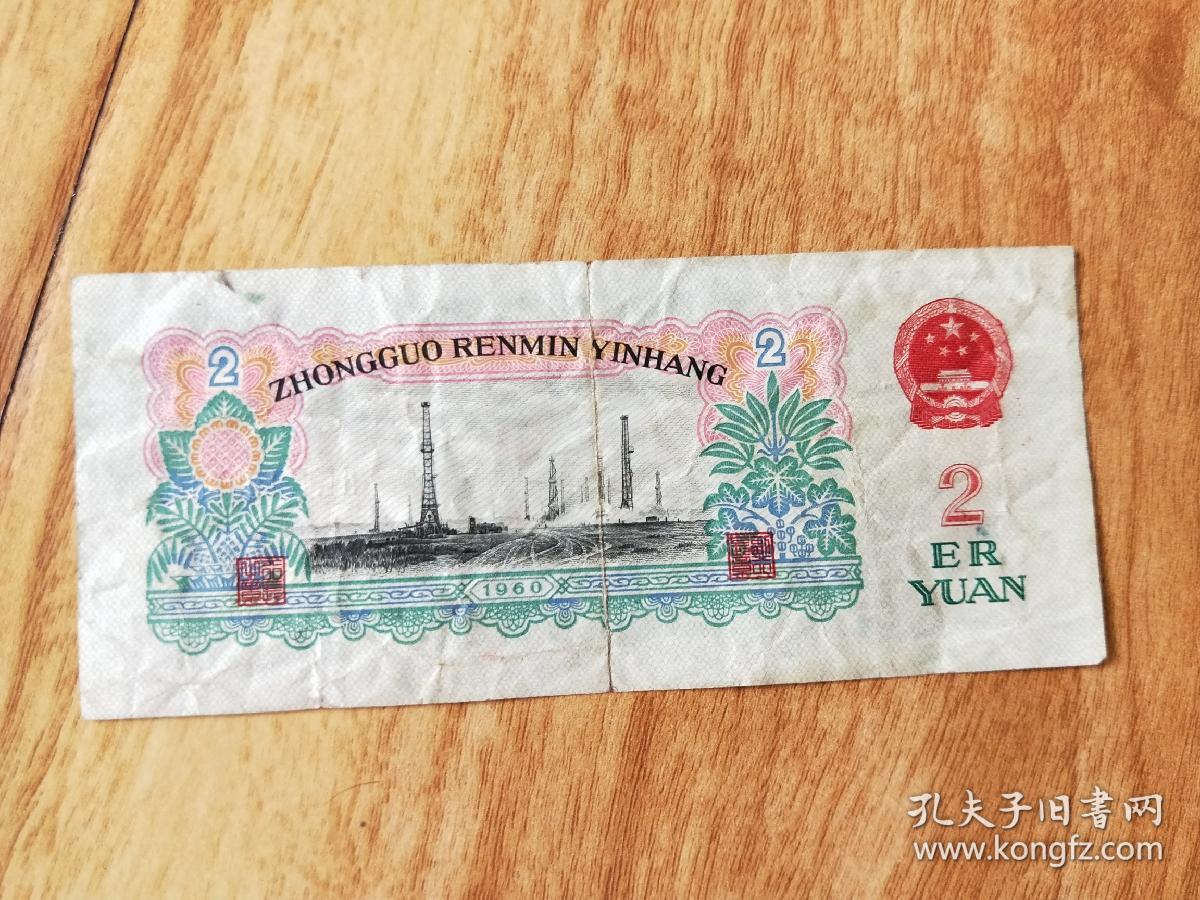 ZHONGGUO RENMIN YINHANG
2
2
1960
2
ER
YUAN
孔夫子旧書网
www.kongfz.com